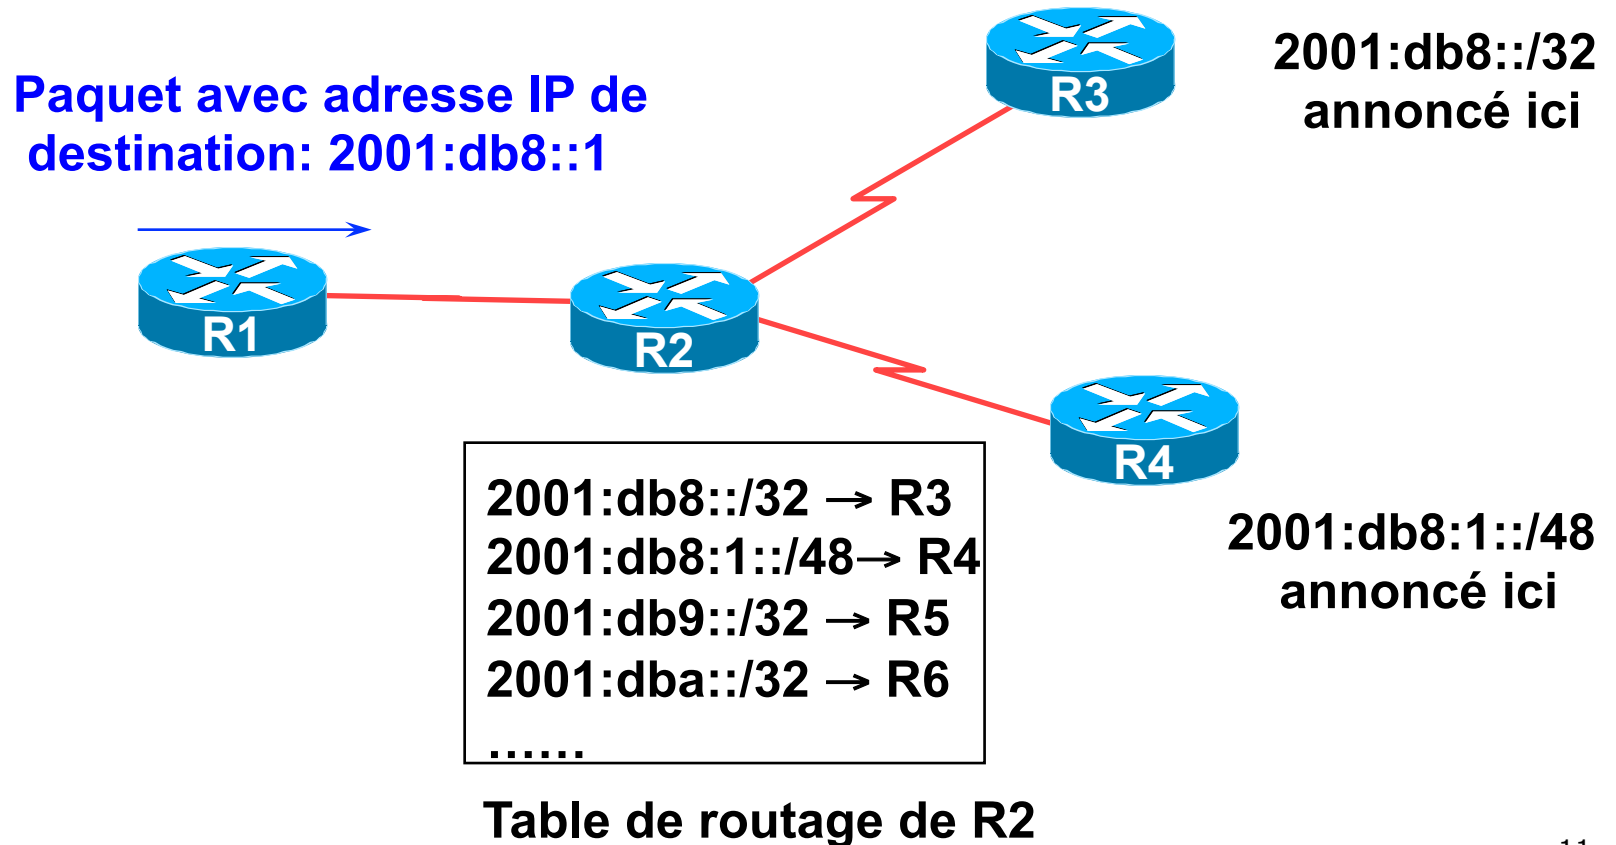 Paquet avec adresse IP de
destination: 2001:db8::1
R3
2001:db8::/32
annoncé ici
R1
R2
R4
2001:db8:1::/48
annoncé ici
2001:db8::/32 → R3
2001:db8:1::/48→ R4
2001:db9::/32 → R5
2001:dba::/32 → R6
......
Table de routage de R2
11